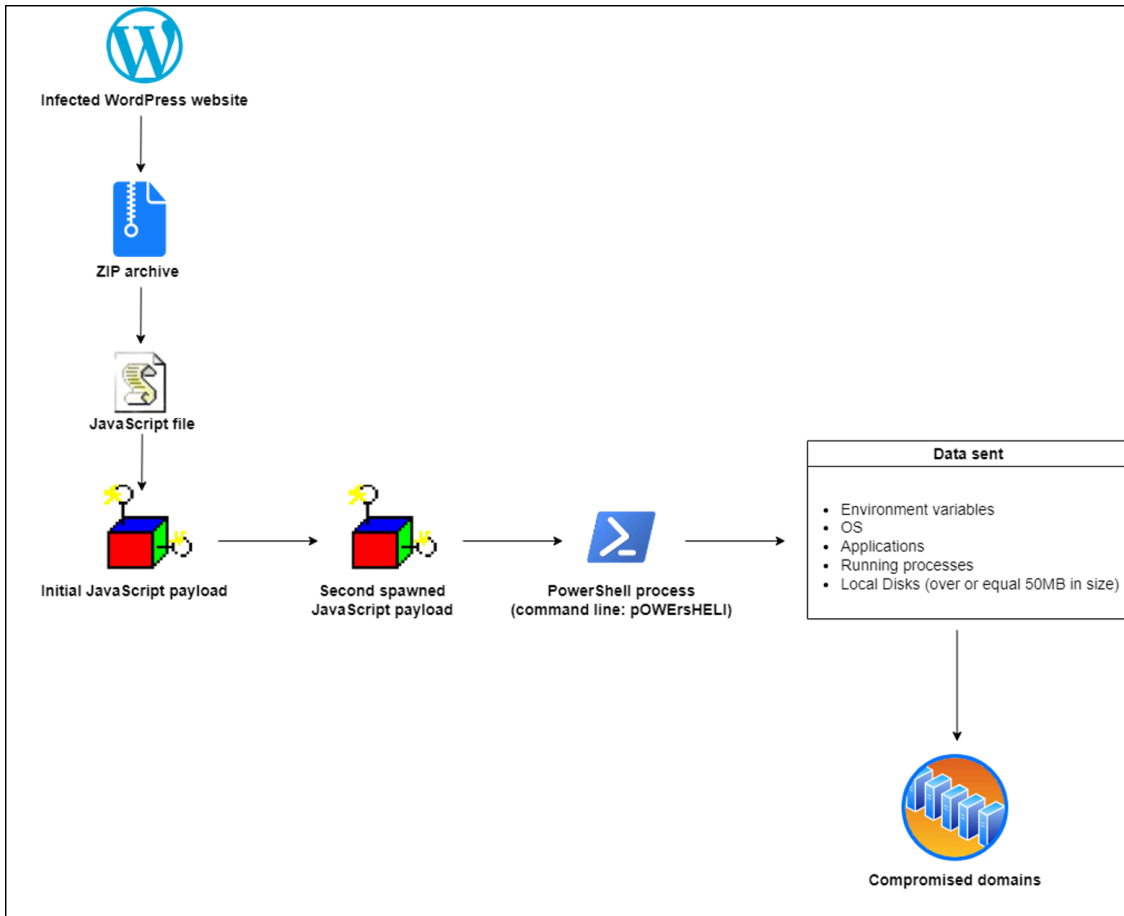 Infected WordPress website
ZIP archive
JavaScript file
Initial JavaScript payload
Second spawned
JavaScript payload
PowerShell process
(command line: pOWErsHELl)
Data sent
• Environment variables
• OS
• Applications
• Running processes
• Local Disks (over or equal 50MB in size)
Compromised domains